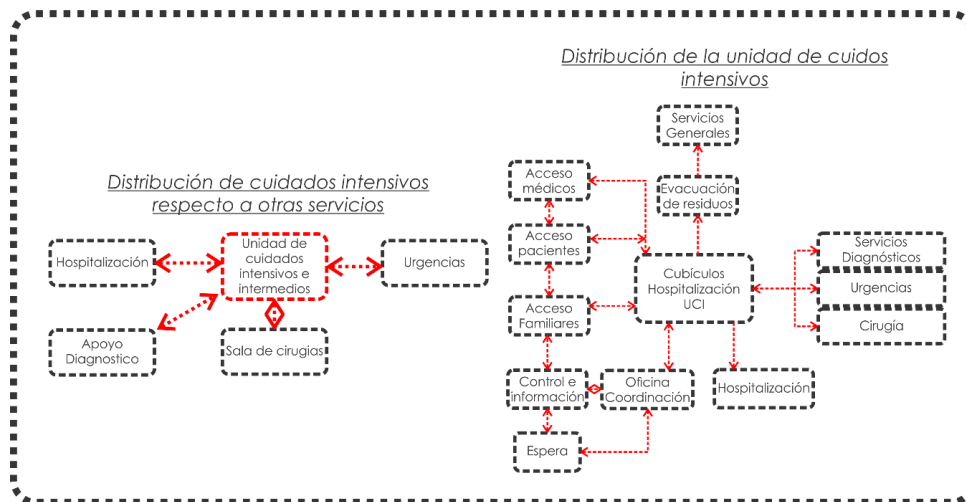 Distribución de cuidados intensivos
respecto a otras servicios
Hospitalización
Unidad de
cuidados
intensivos e
intermedios
Urgencias
Apoyo
Diagnostico
Sala de cirugias
Distribución de la unidad de cuidos
intensivos
Servicios
Generales
Acceso
médicos
Evacuación
de residuos
Acceso
pacientes
Cubículos
Hospitalización
UCI
Servicios
Diagnósticos
Urgencias
Cirugía
Acceso
Familiares
Control e
información
Oficina
Coordinación
Hospitalización
Espera